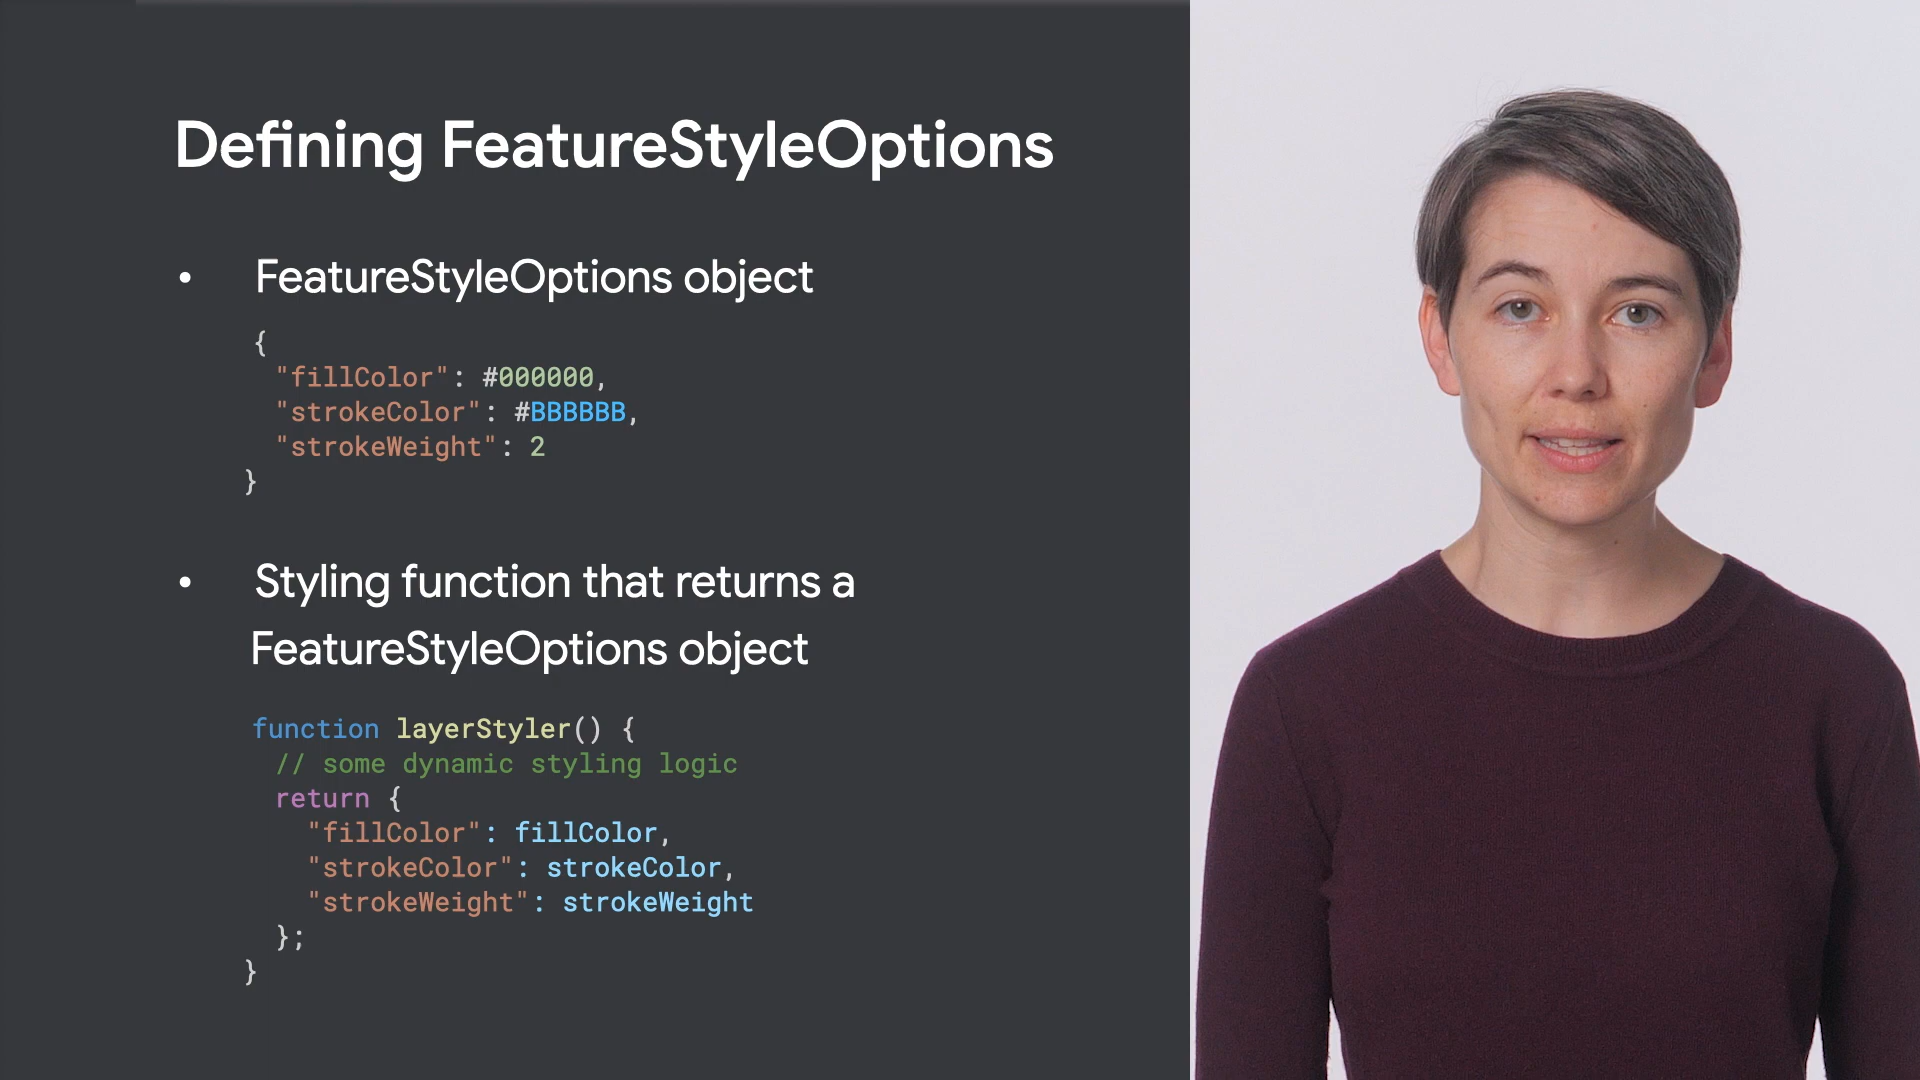 Defining FeatureStyleOptions
• FeatureStyleOptions object
{
"fillColor": #000000,
"strokeColor": #BBBBBB,
"strokeWeight": 2
}
• Styling function that returns a
FeatureStyleOptions object
function layerStyler() {
// some dynamic styling logic
return {
"fillColor": fillColor,
"strokeColor": strokeColor,
"strokeWeight": strokeWeight
};
}